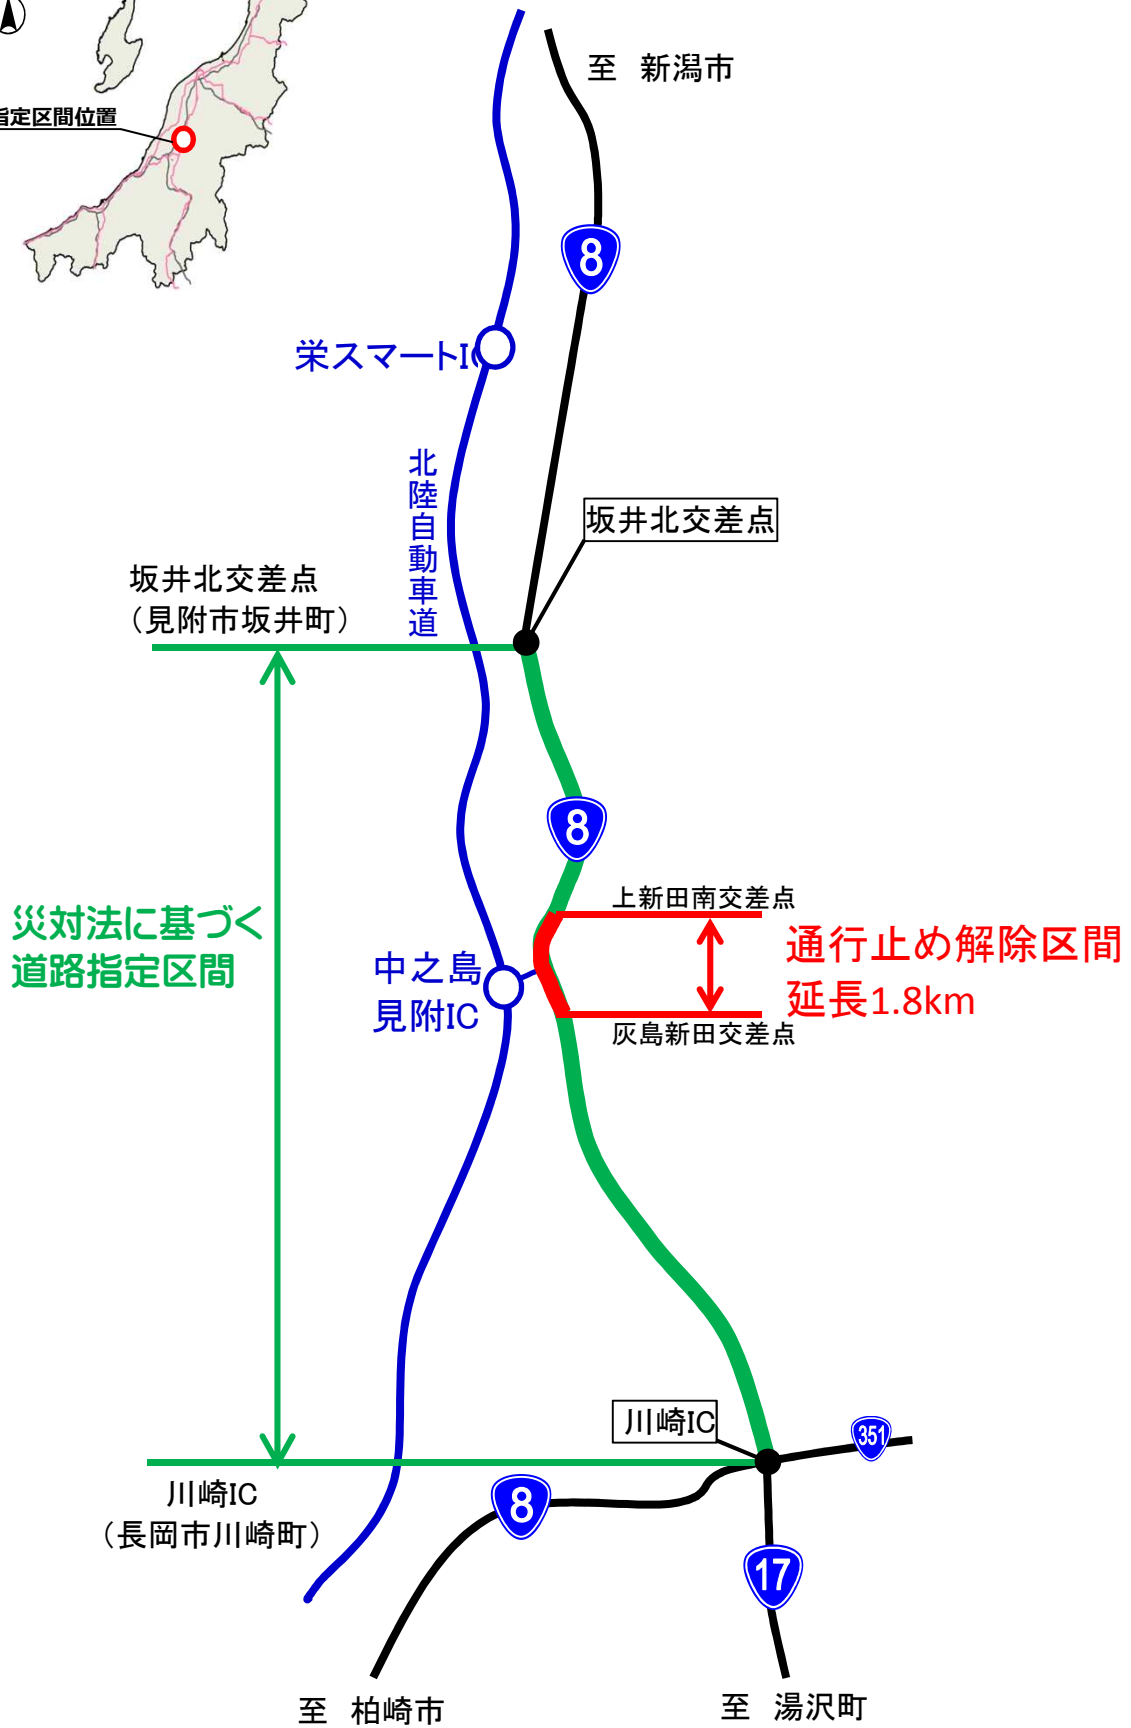 至　新潟市
指定区間位置
8
栄スマートIC
北陸自動車道
坂井北交差点
坂井北交差点
（見附市坂井町）
8
上新田南交差点
災対法に基づく
道路指定区間
通行止め解除区間
延長1.8km
中之島
見附IC
灰島新田交差点
川崎IC
351
川崎IC
（長岡市川崎町）
8
17
至　柏崎市
至　湯沢町